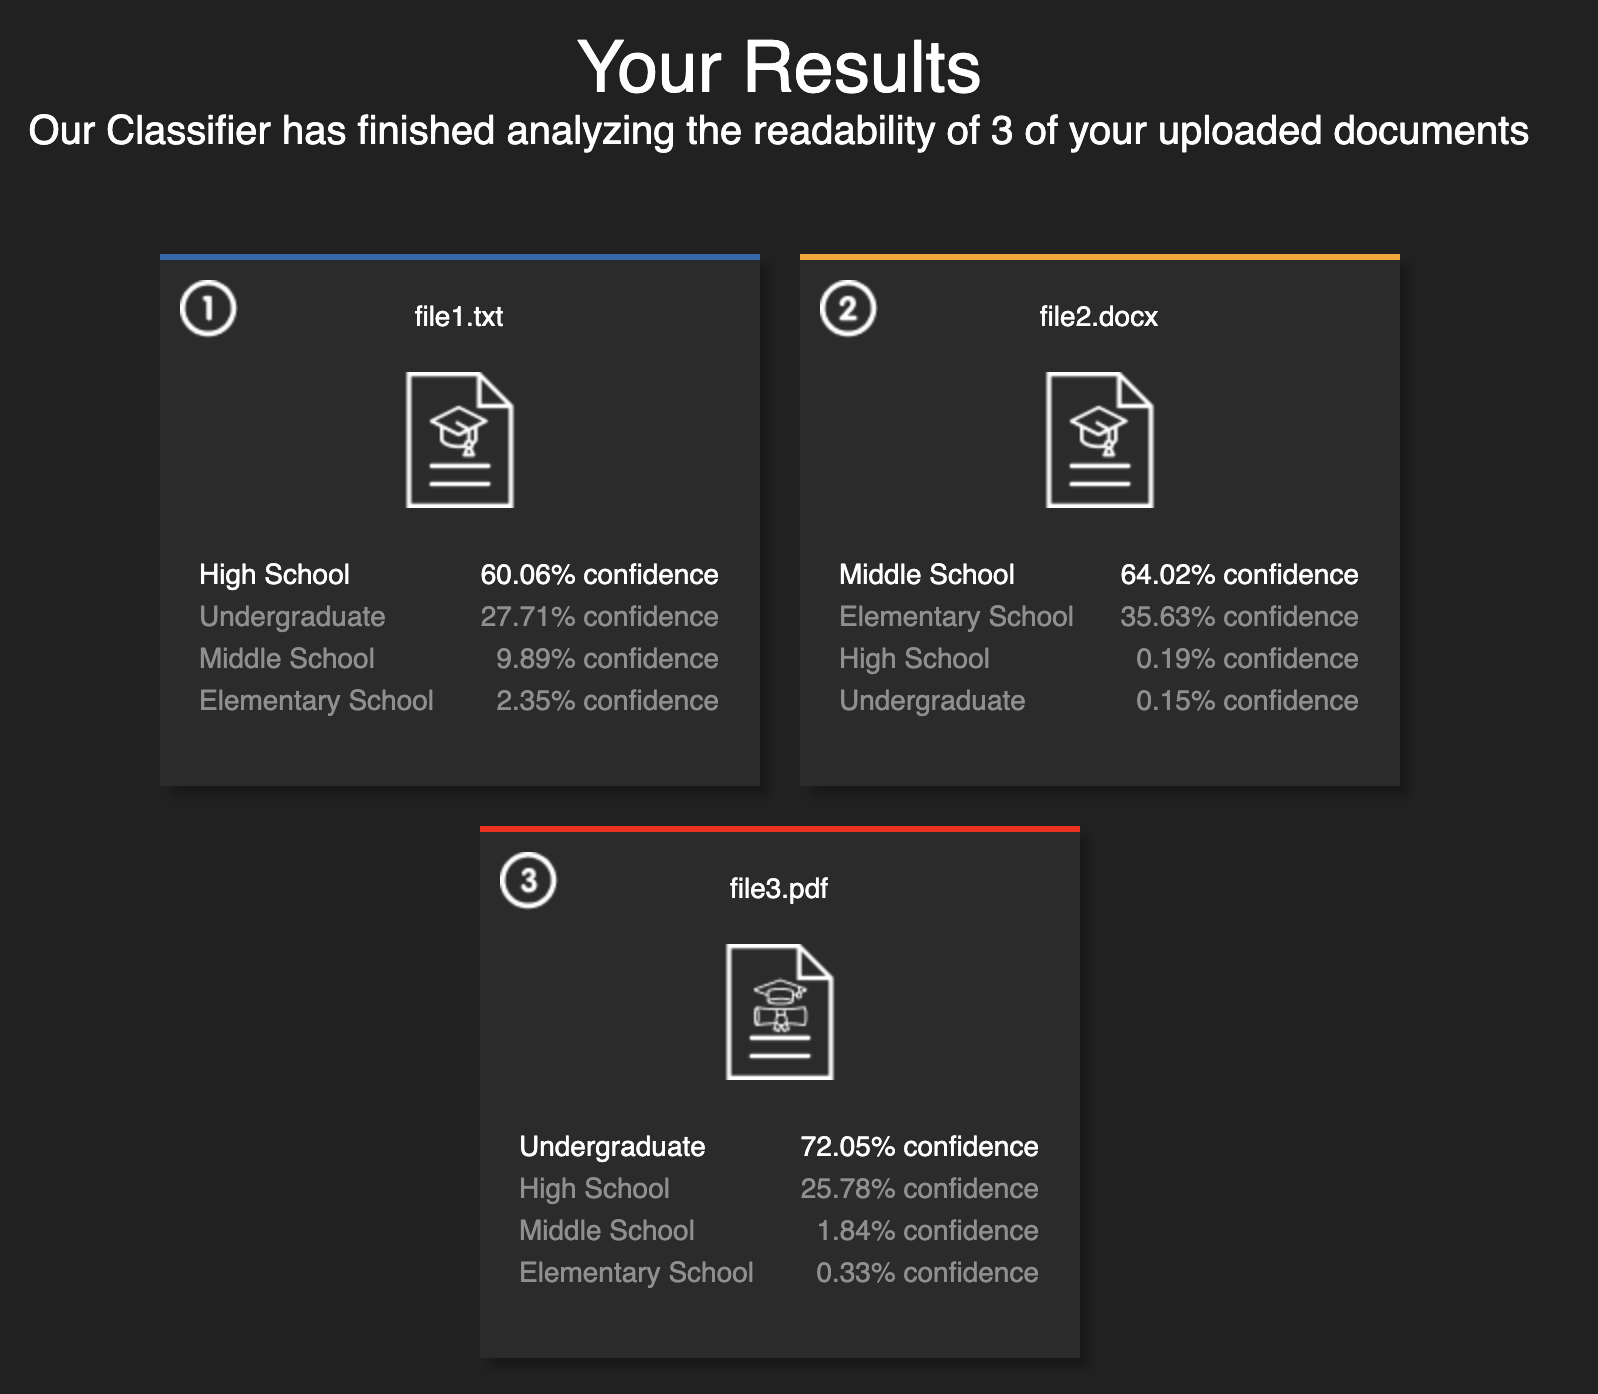 Your Results
Our Classifier has finished analyzing the readability of 3 of your uploaded documents
1
file1.txt
High School 60.06% confidence
Undergraduate 27.71% confidence
Middle School 9.89% confidence
Elementary School 2.35% confidence
2
file2.docx
Middle School 64.02% confidence
Elementary School 35.63% confidence
High School 0.19% confidence
Undergraduate 0.15% confidence
3
file3.pdf
Undergraduate 72.05% confidence
High School 25.78% confidence
Middle School 1.84% confidence
Elementary School 0.33% confidence